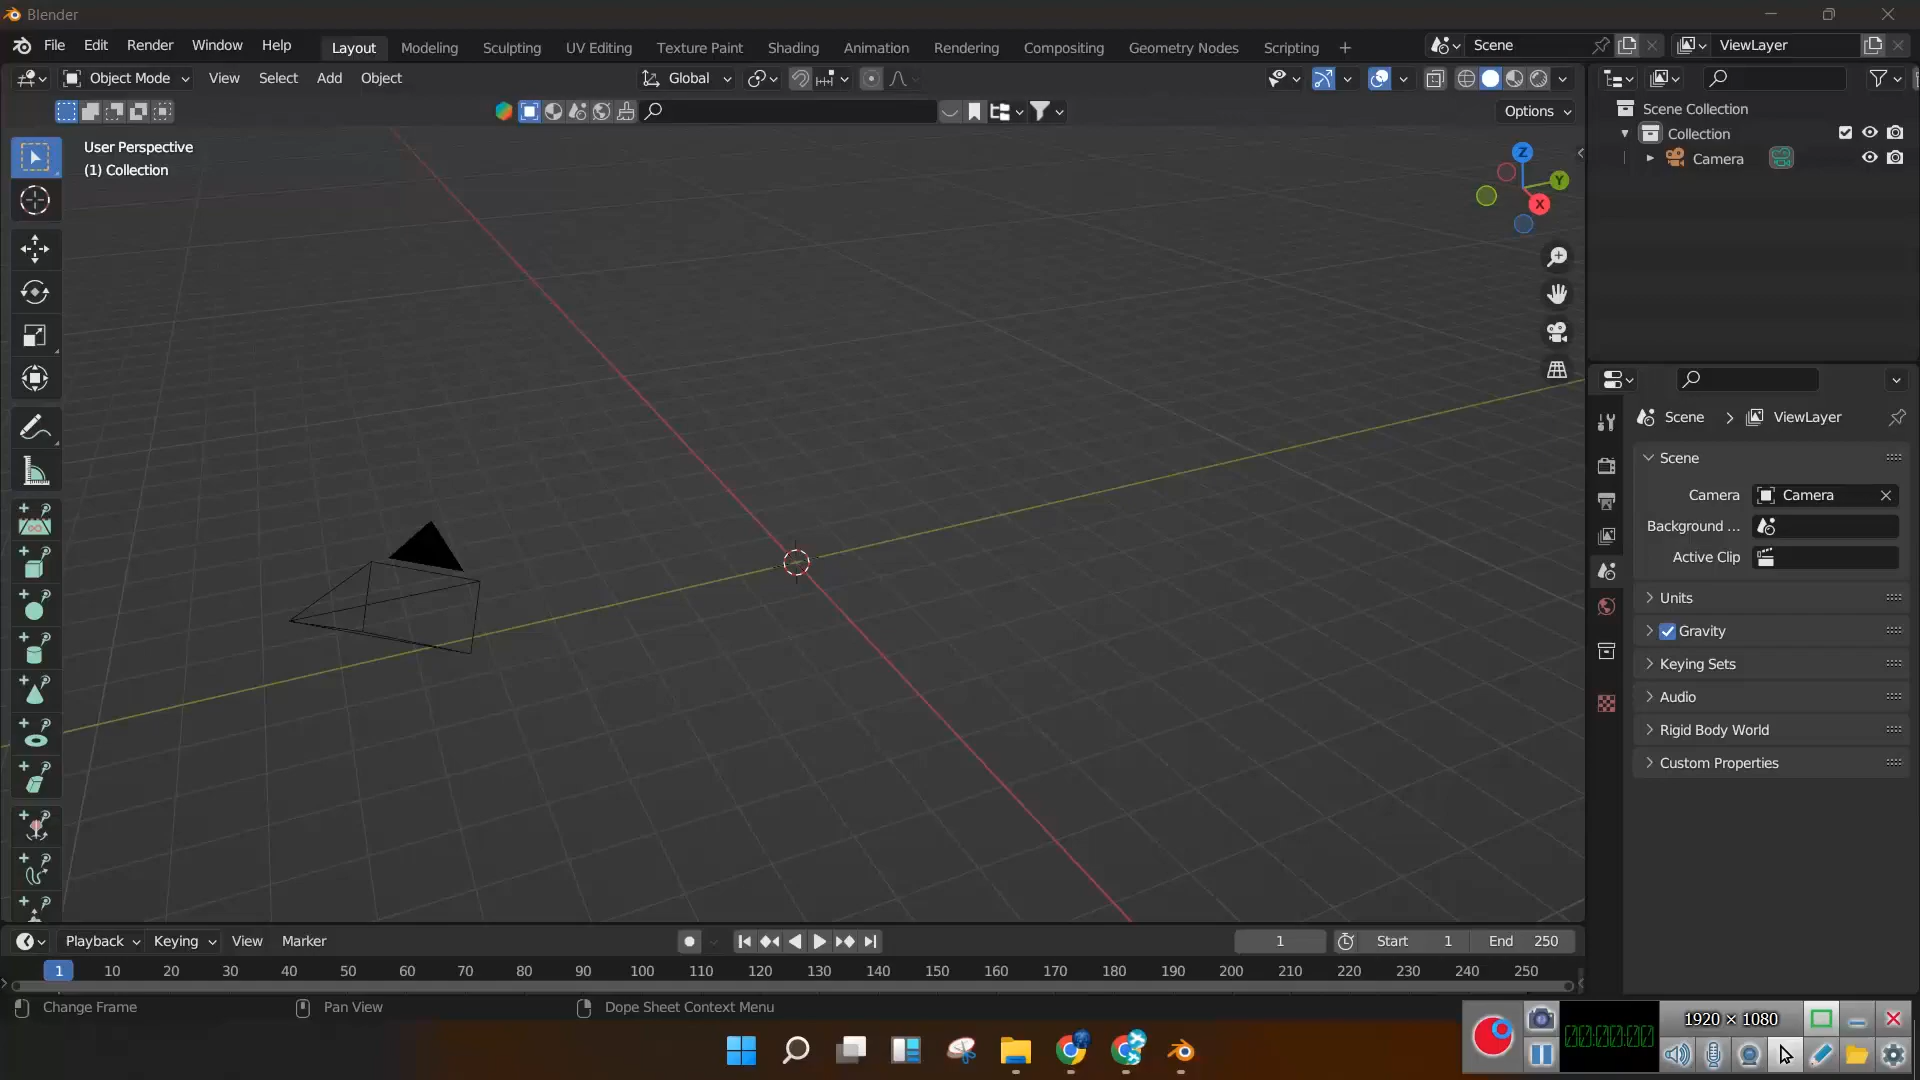 Blender
File Edit Render Window Help Layout Modeling Sculpting UV Editing Texture Paint Shading Animation Rendering Compositing Geometry Nodes Scripting + Scene ViewLayer
Object Mode View Select Add Object Global
Options
User Perspective
(1) Collection
Z
Y
X
Scene Collection
Collection
Camera
Scene > ViewLayer
Scene
Camera Camera
Background ...
Active Clip
Units
Gravity
Keying Sets
Audio
Rigid Body World
Custom Properties
Playback Keying View Marker 1 Start 1 End 250
1 10 20 30 40 50 60 70 80 90 100 110 120 130 140 150 160 170 180 190 200 210 220 230 240 250
Change Frame Pan View Dope Sheet Context Menu
1920 × 1080
00:00:00